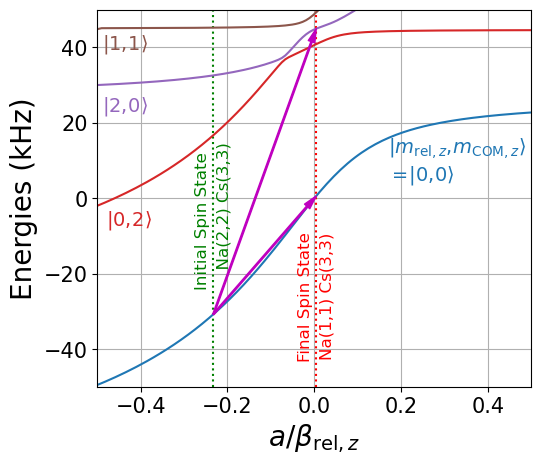 |1,1⟩
|2,0⟩
|0,2⟩
|m_rel,z,m_COM,z⟩
=|0,0⟩
Initial Spin State
Na(2,2) Cs(3,3)
Final Spin State
Na(1,1) Cs(3,3)
Energies (kHz)
40
20
0
−20
−40
−0.4 −0.2 0.0 0.2 0.4
a/β_rel,z